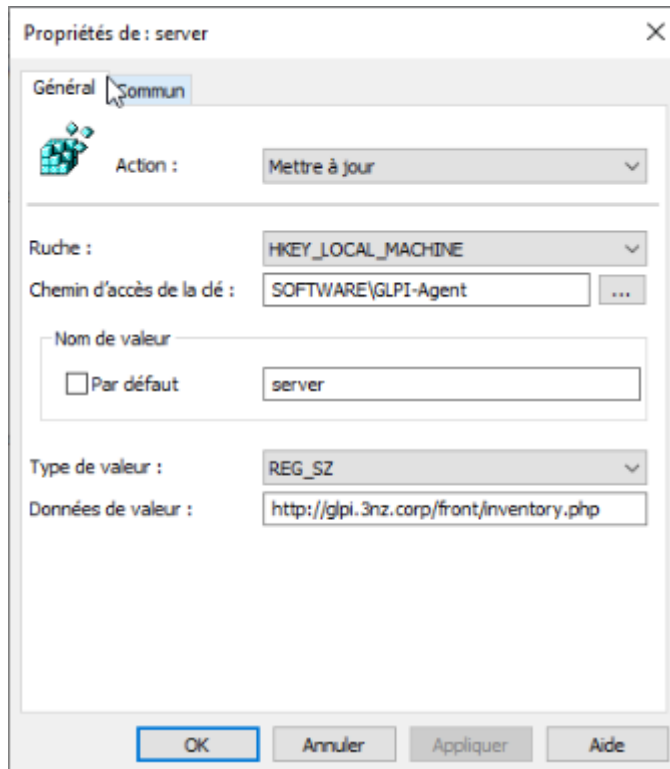 Propriétés de : server
Général
Commun
Action :
Mettre à jour
Ruche :
HKEY_LOCAL_MACHINE
Chemin d'accès de la clé :
SOFTWARE\GLPI-Agent
...
Nom de valeur
Par défaut
server
Type de valeur :
REG_SZ
Données de valeur :
http://glpi.3nz.corp/front/inventory.php
OK
Annuler
Appliquer
Aide